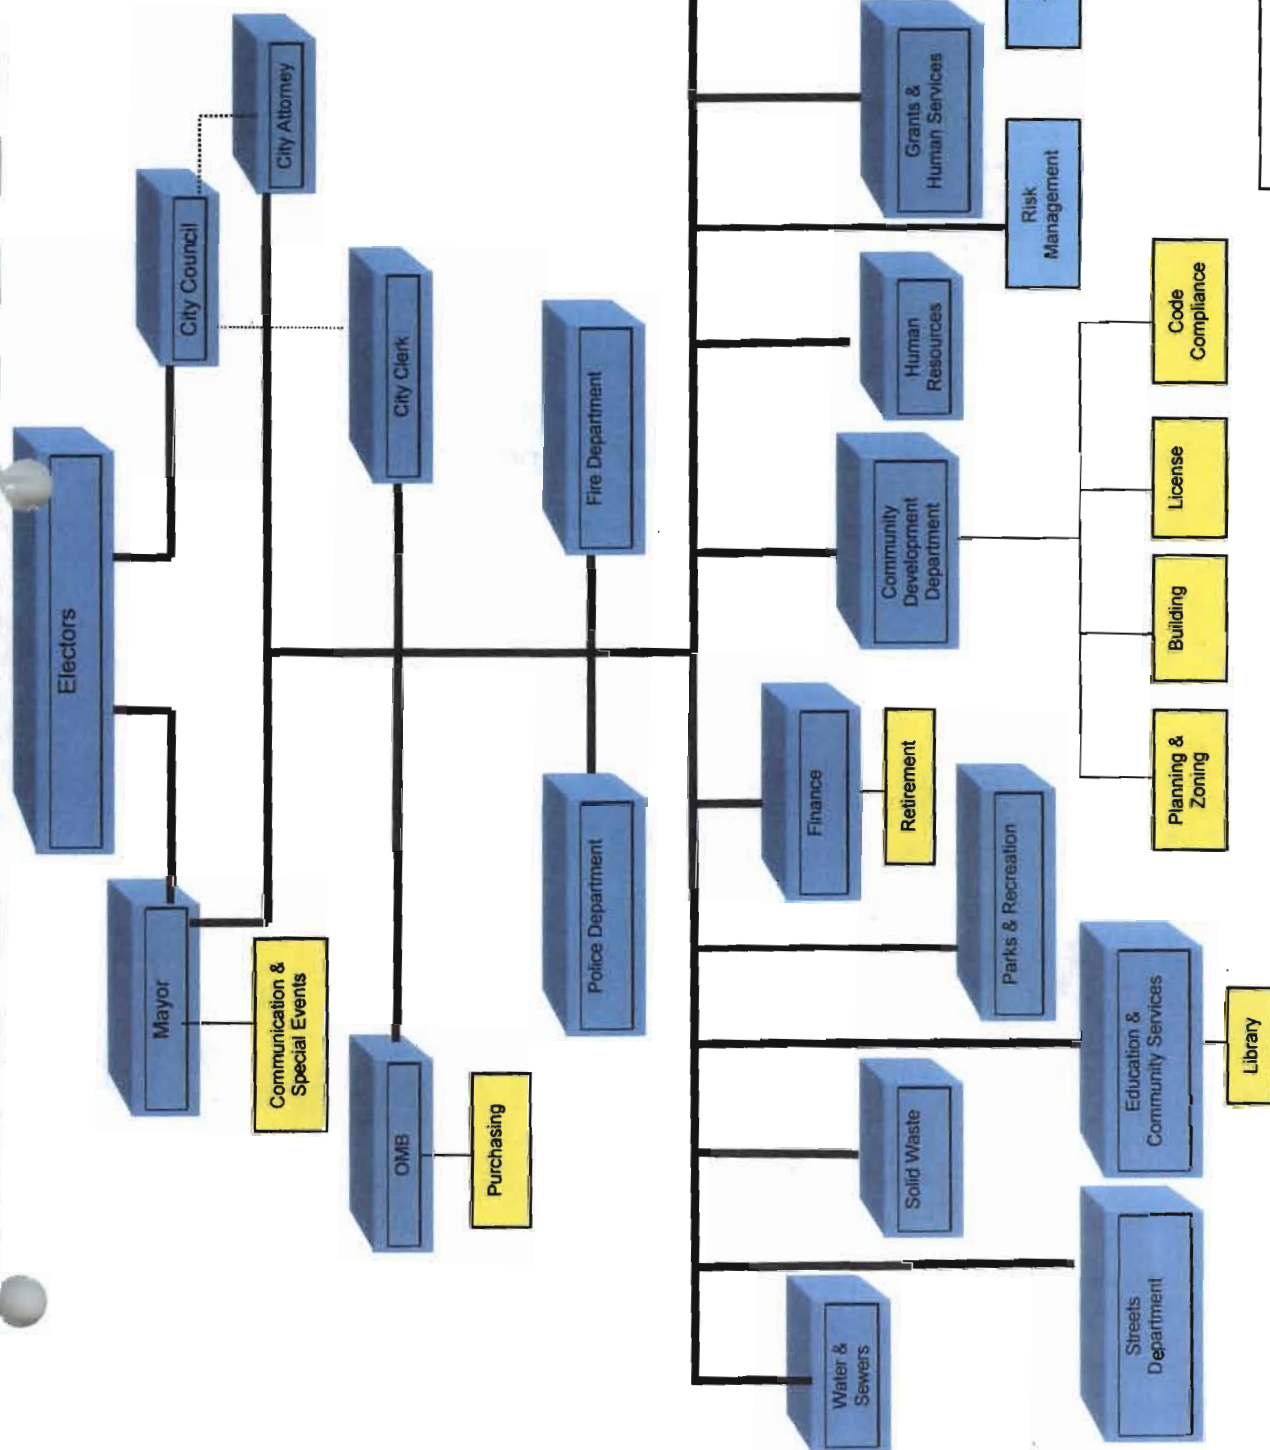 Electors
Mayor
City Council
City Attorney
Communication &
Special Events
City Clerk
OMB
Purchasing
Police Department
Fire Department
Water &
Sewers
Streets
Department
Solid Waste
Education &
Community Services
Library
Parks & Recreation
Finance
Retirement
Community
Development
Department
Planning &
Zoning
Building
License
Code
Compliance
Human
Resources
Risk
Management
Grants &
Human Services